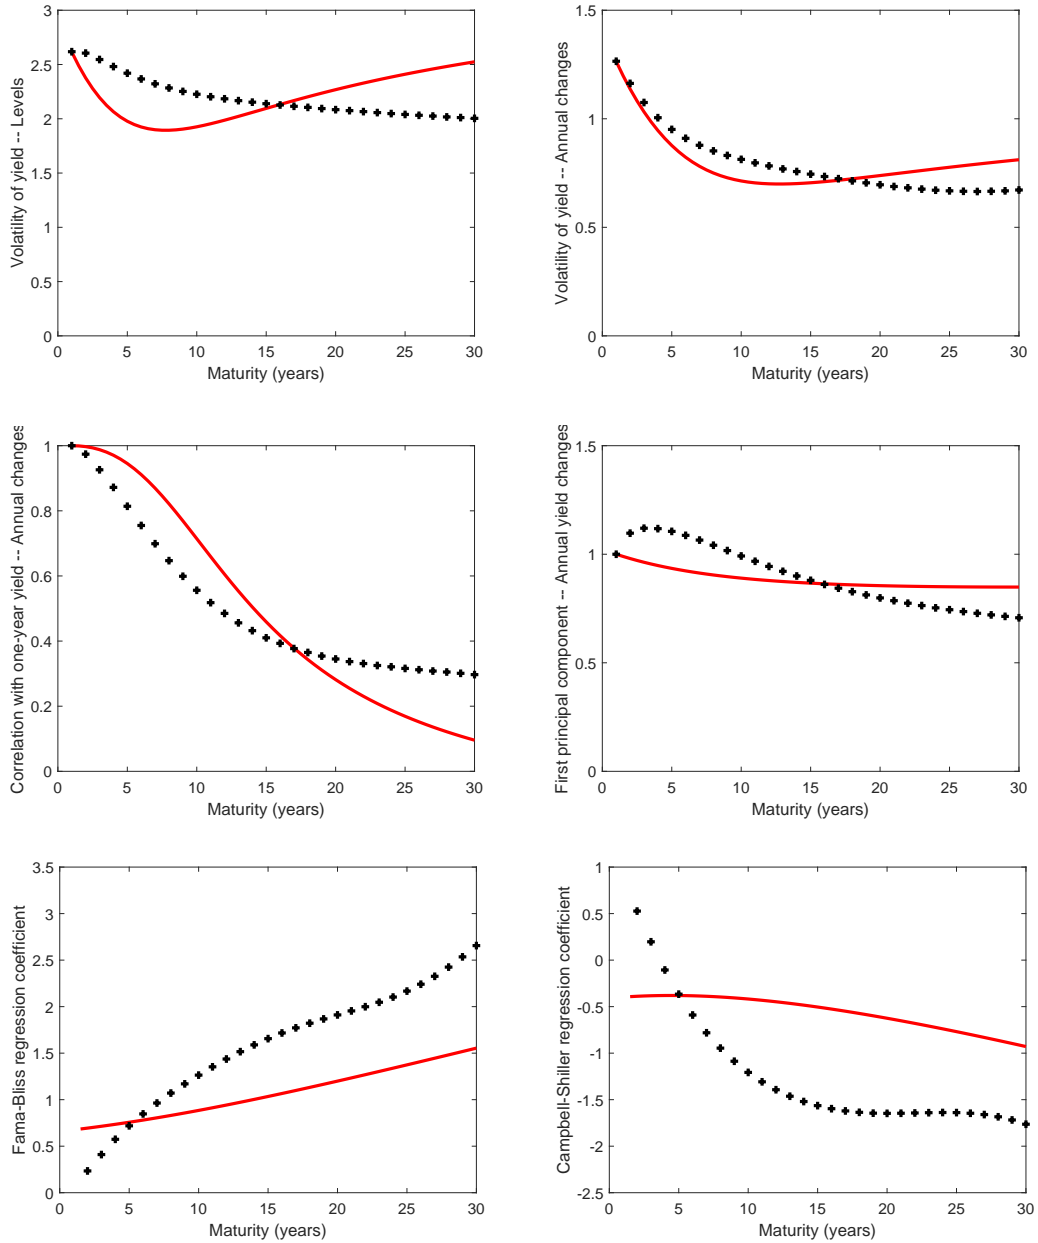 Volatility of yield -- Levels
3
2.5
2
1.5
1
0.5
0
0 5 10 15 20 25 30
Maturity (years)
Volatility of yield -- Annual changes
1.5
1
0.5
0
0 5 10 15 20 25 30
Maturity (years)
Correlation with one-year yield -- Annual changes
1
0.8
0.6
0.4
0.2
0
0 5 10 15 20 25 30
Maturity (years)
First principal component -- Annual yield changes
1.5
1
0.5
0
0 5 10 15 20 25 30
Maturity (years)
Fama-Bliss regression coefficient
3.5
3
2.5
2
1.5
1
0.5
0
0 5 10 15 20 25 30
Maturity (years)
Campbell-Shiller regression coefficient
1
0.5
0
-0.5
-1
-1.5
-2
-2.5
0 5 10 15 20 25 30
Maturity (years)